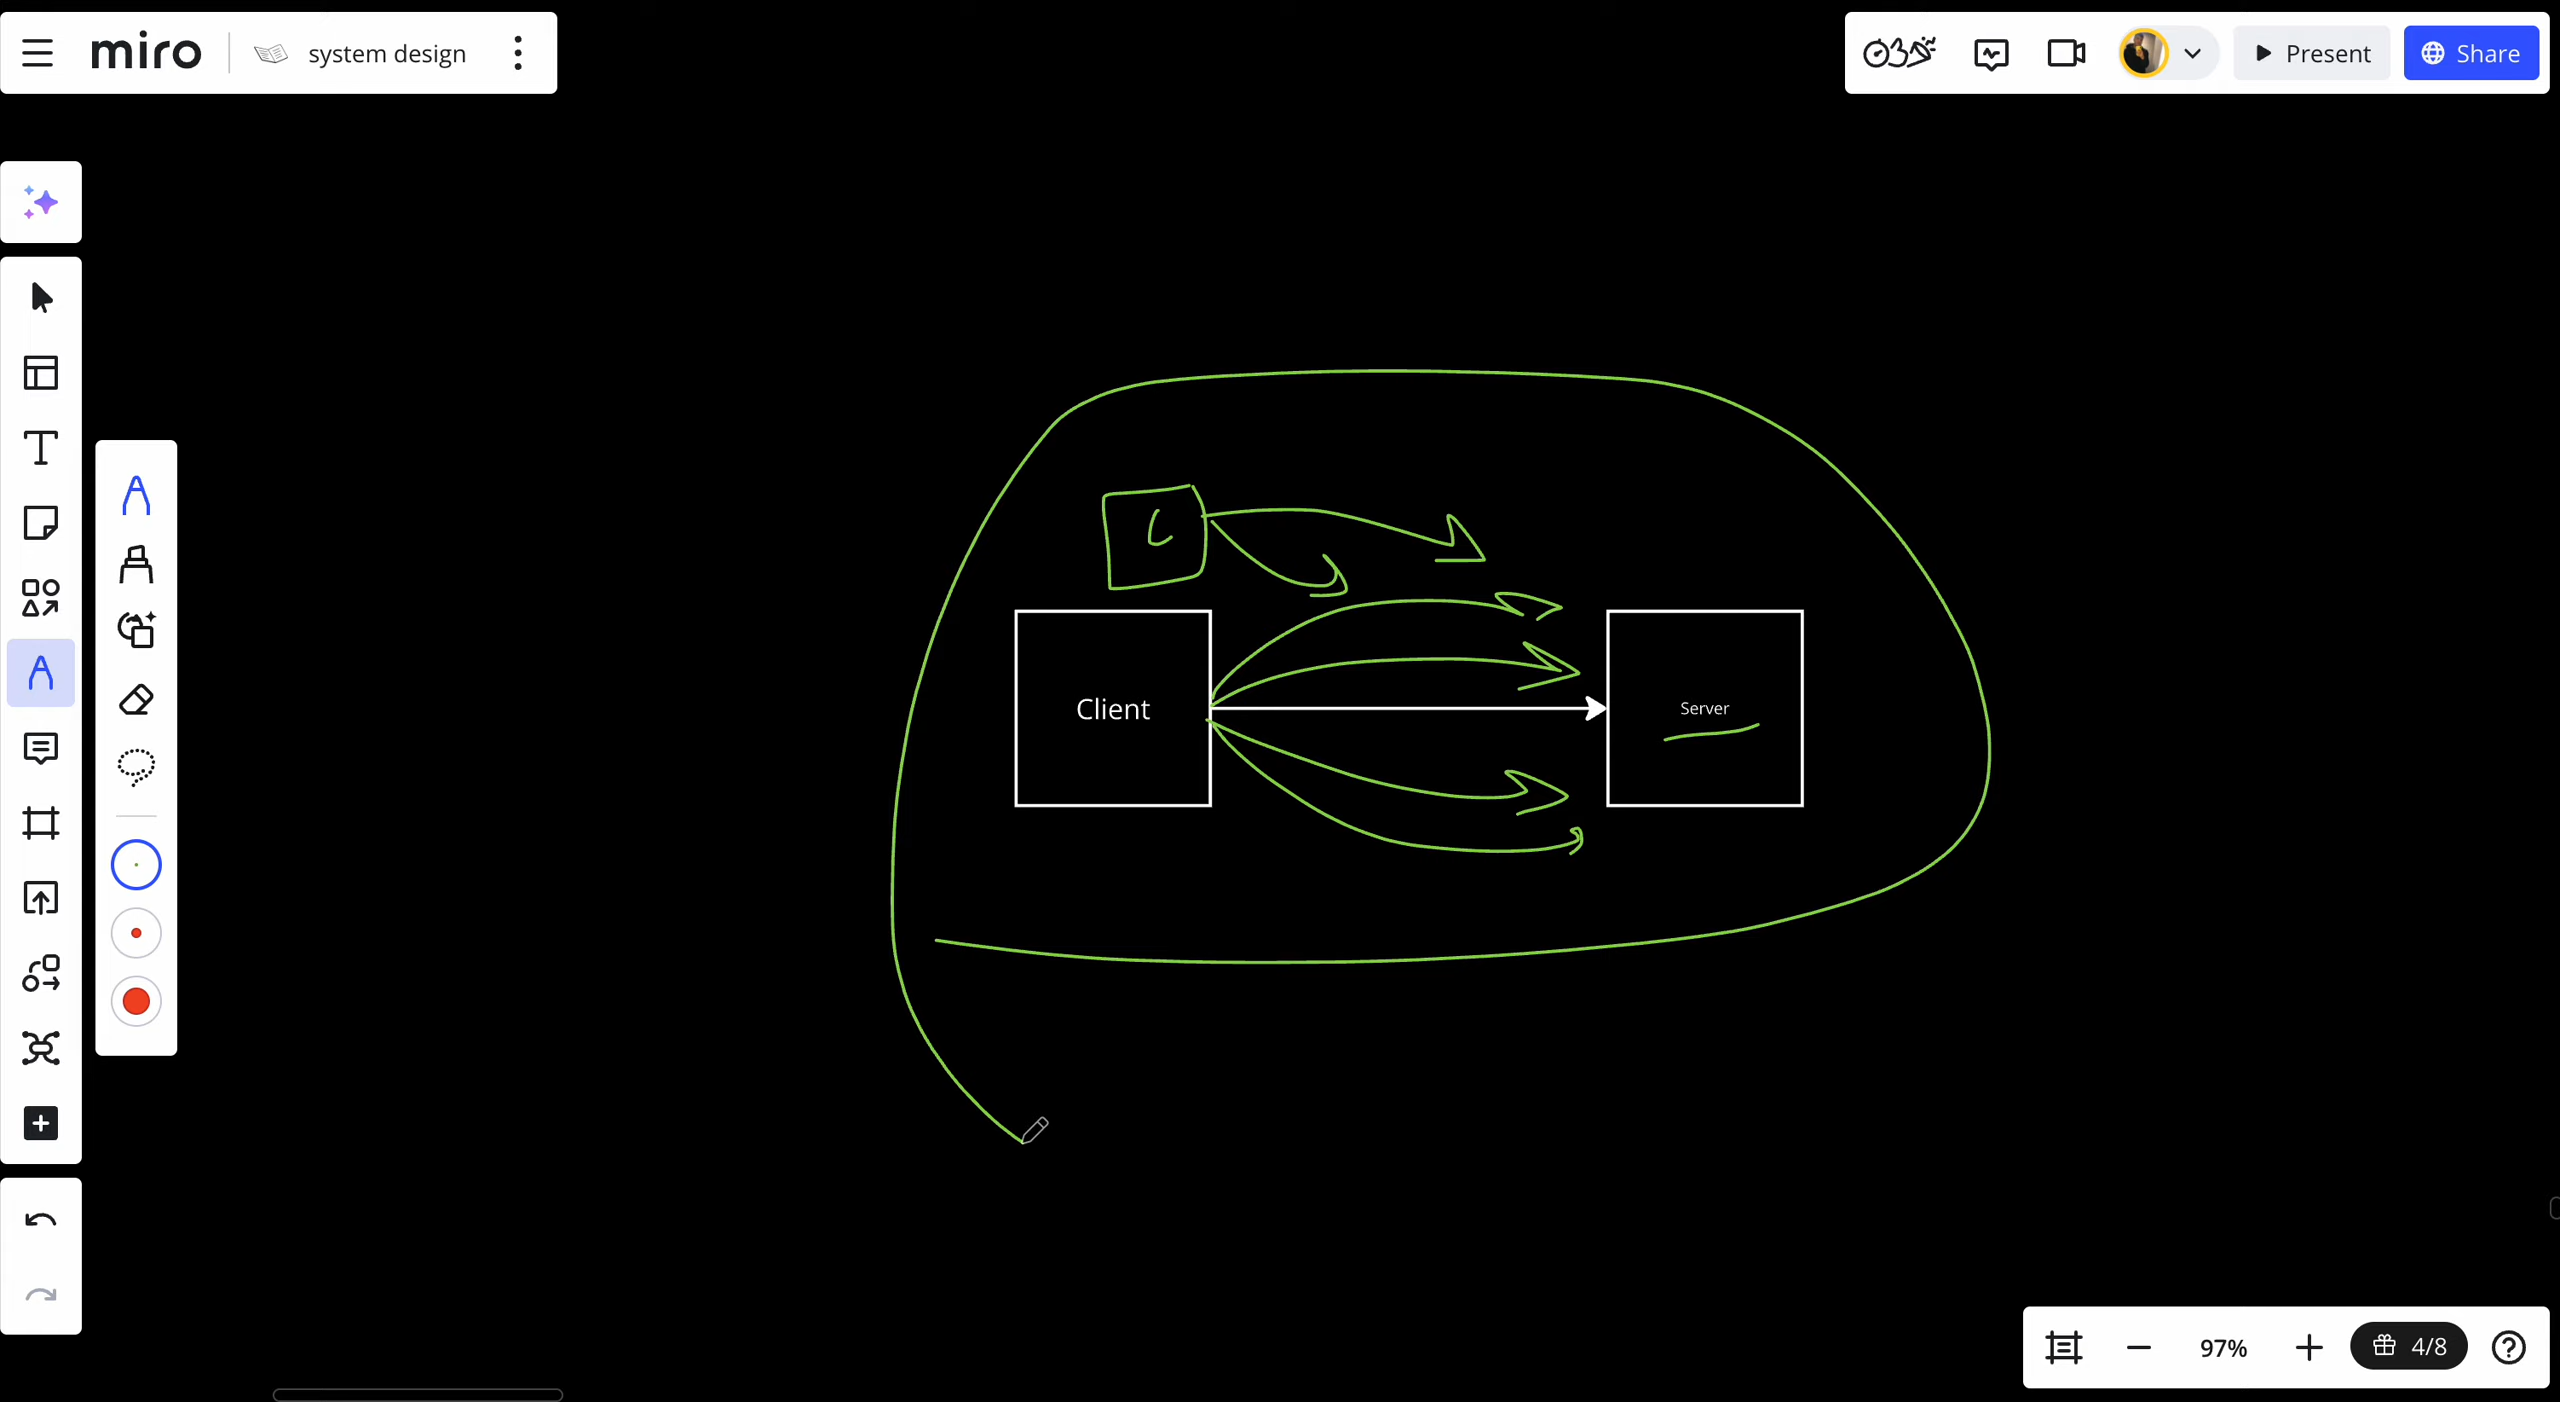 miro
system design
Present
Share
C
Client
Server
97%
4/8